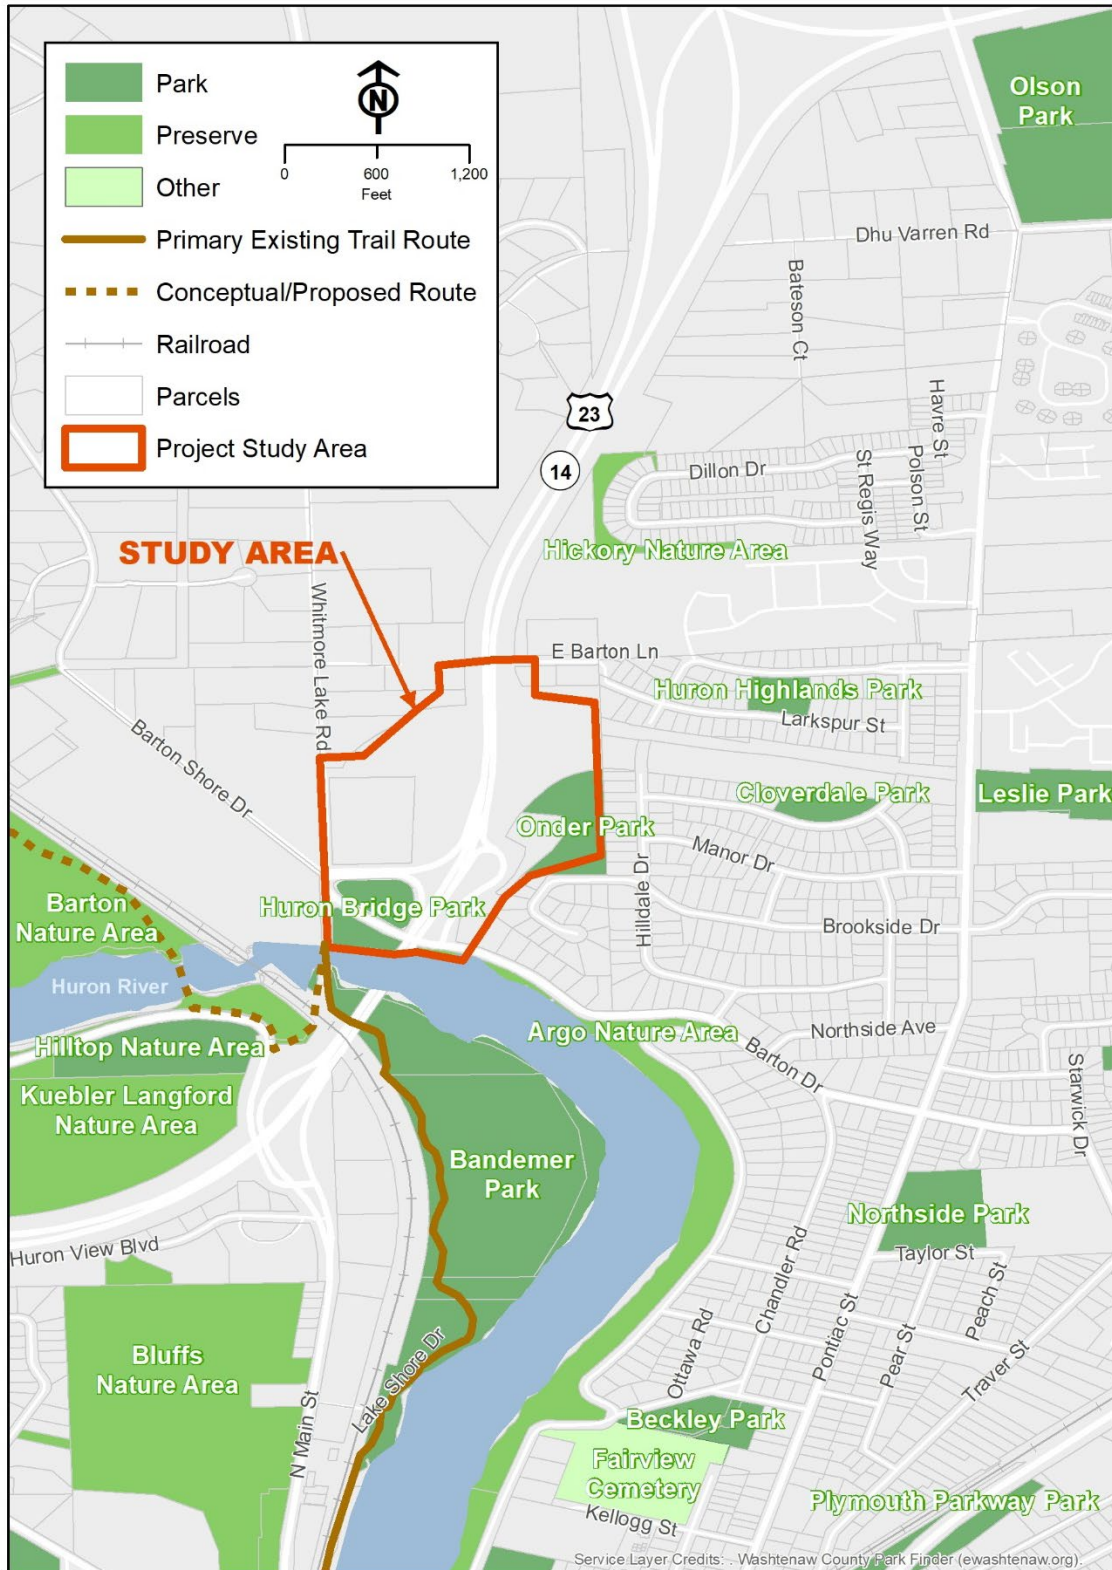 Park
Preserve
Other
Primary Existing Trail Route
Conceptual/Proposed Route
Railroad
Parcels
Project Study Area
N
0
600
1,200
Feet
Olson
Park
Dhu Varren Rd
Bateson Ct
23
14
Havre St
Dillon Dr
St Regis Way
Polson St
Hickory Nature Area
STUDY AREA
Whitmore Lake Rd
E Barton Ln
Huron Highlands Park
Larkspur St
Barton Shore Dr
Cloverdale Park
Leslie Park
Onder Park
Manor Dr
Hilldale Dr
Barton
Nature Area
Huron Bridge Park
Brookside Dr
Huron River
Hilltop Nature Area
Argo Nature Area
Northside Ave
Barton Dr
Starwick Dr
Kuebler Langford
Nature Area
Bandemer
Park
Northside Park
Huron View Blvd
Taylor St
Chandler Rd
Pontiac St
Peach St
Pear St
Ottawa Rd
Traver St
Bluffs
Nature Area
Lake Shore Dr
N Main St
Beckley Park
Fairview
Cemetery
Kellogg St
Plymouth Parkway Park
Service Layer Credits: . Washtenaw County Park Finder (ewashtenaw.org).